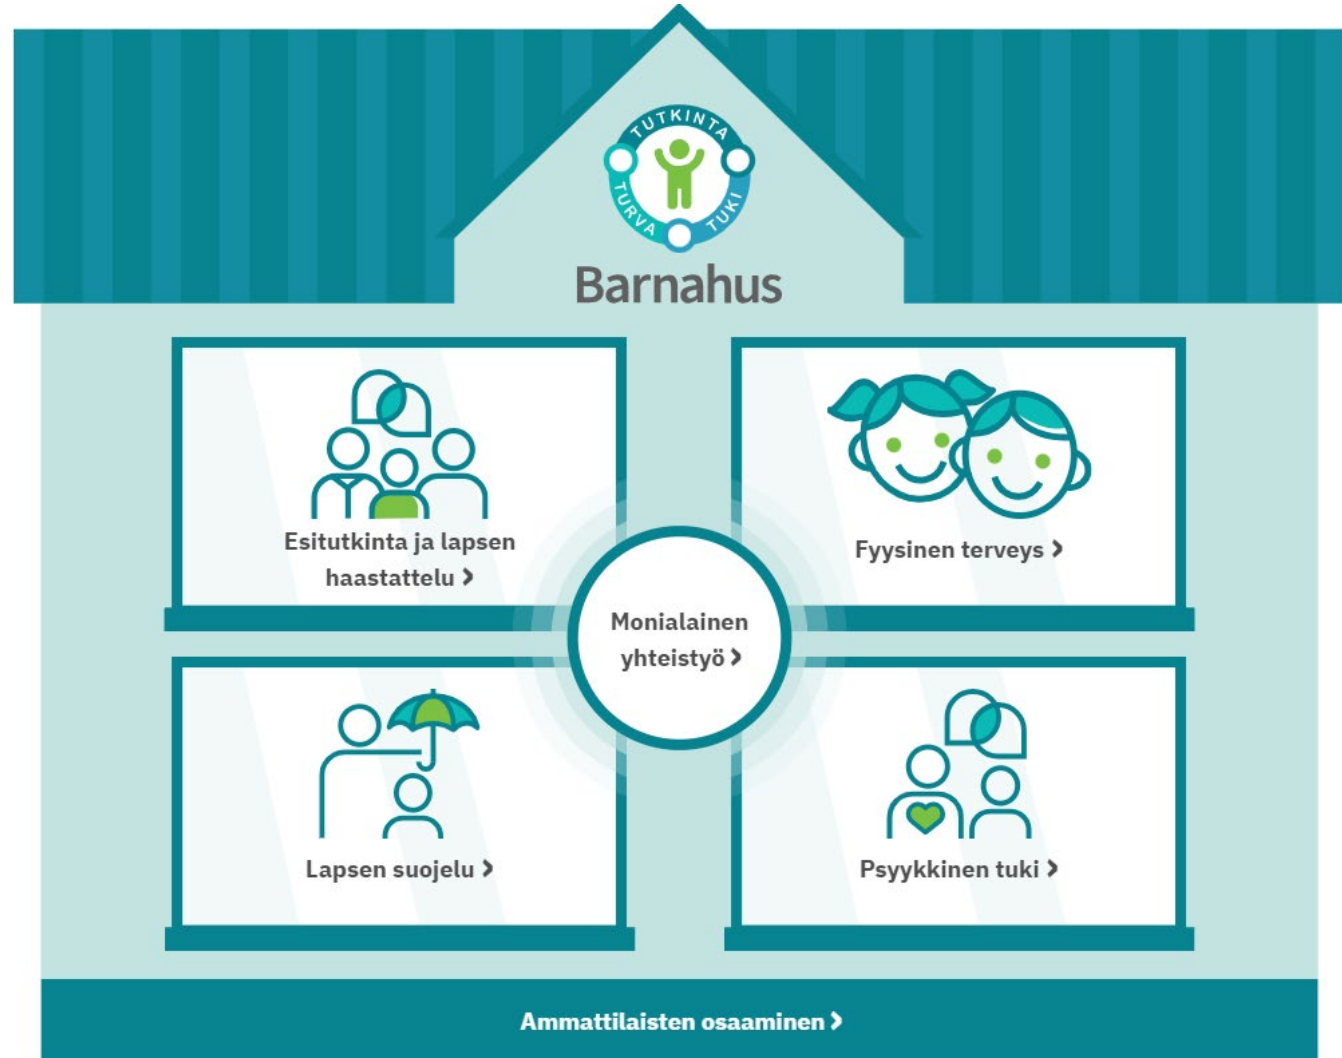 TUTKINTA
TURVA
TUKI
Barnahus
Esitutkinta ja lapsen
haastattelu >
Fyysinen terveys >
Monialainen
yhteistyö >
Lapsen suojelu >
Psyykkinen tuki >
Ammattilaisten osaaminen >